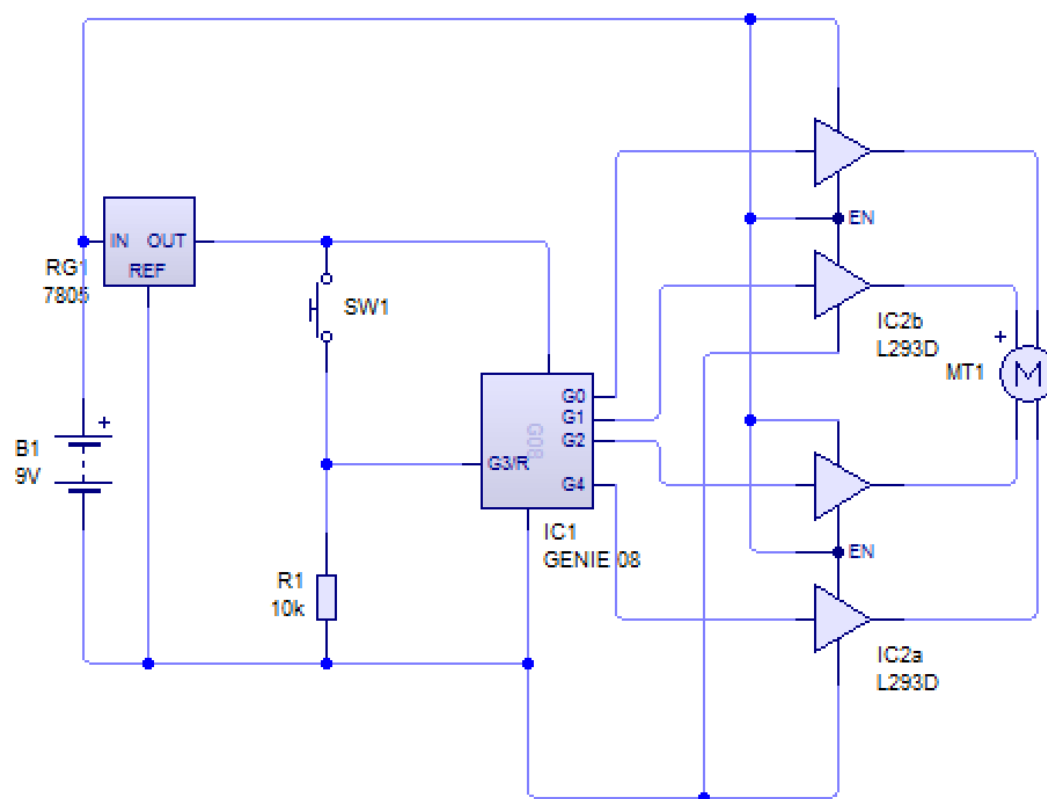 EN
IN OUT
REF
RG1
7805
SW1
IC2b
L293D
+
MT1
M
G0
G1
G2
G08
G3/R
G4
+
B1
9V
IC1
GENIE 08
EN
R1
10k
IC2a
L293D